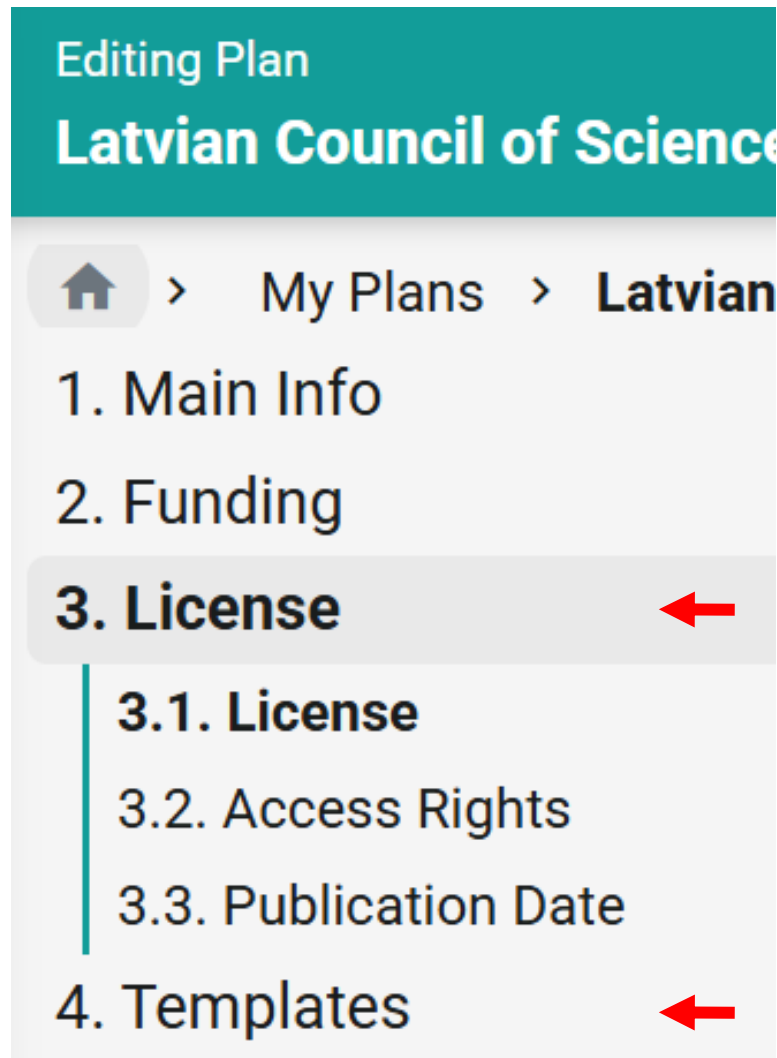 Editing Plan
Latvian Council of Science
My Plans > Latvian
1. Main Info
2. Funding
3. License
3.1. License
3.2. Access Rights
3.3. Publication Date
4. Templates